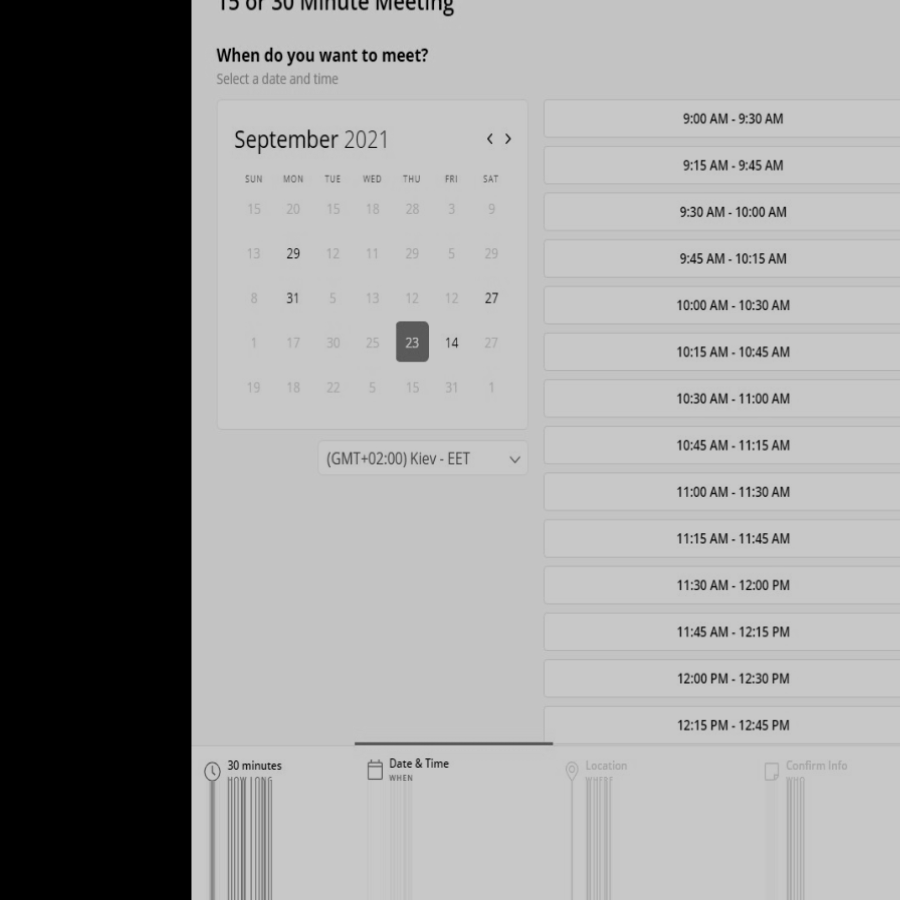 15 or 30 Minute Meeting
When do you want to meet?
Select a date and time
September 2021
SUN MON TUE WED THU FRI SAT
15 20 15 18 28 3 9
13 29 12 11 29 5 29
8 31 5 13 12 12 27
1 17 30 25 23 14 27
19 18 22 5 15 31 1
(GMT+02:00) Kiev - EET
9:00 AM - 9:30 AM
9:15 AM - 9:45 AM
9:30 AM - 10:00 AM
9:45 AM - 10:15 AM
10:00 AM - 10:30 AM
10:15 AM - 10:45 AM
10:30 AM - 11:00 AM
10:45 AM - 11:15 AM
11:00 AM - 11:30 AM
11:15 AM - 11:45 AM
11:30 AM - 12:00 PM
11:45 AM - 12:15 PM
12:00 PM - 12:30 PM
12:15 PM - 12:45 PM
30 minutes
HOW LONG
Date & Time
WHEN
Location
WHERE
Confirm Info
WHO